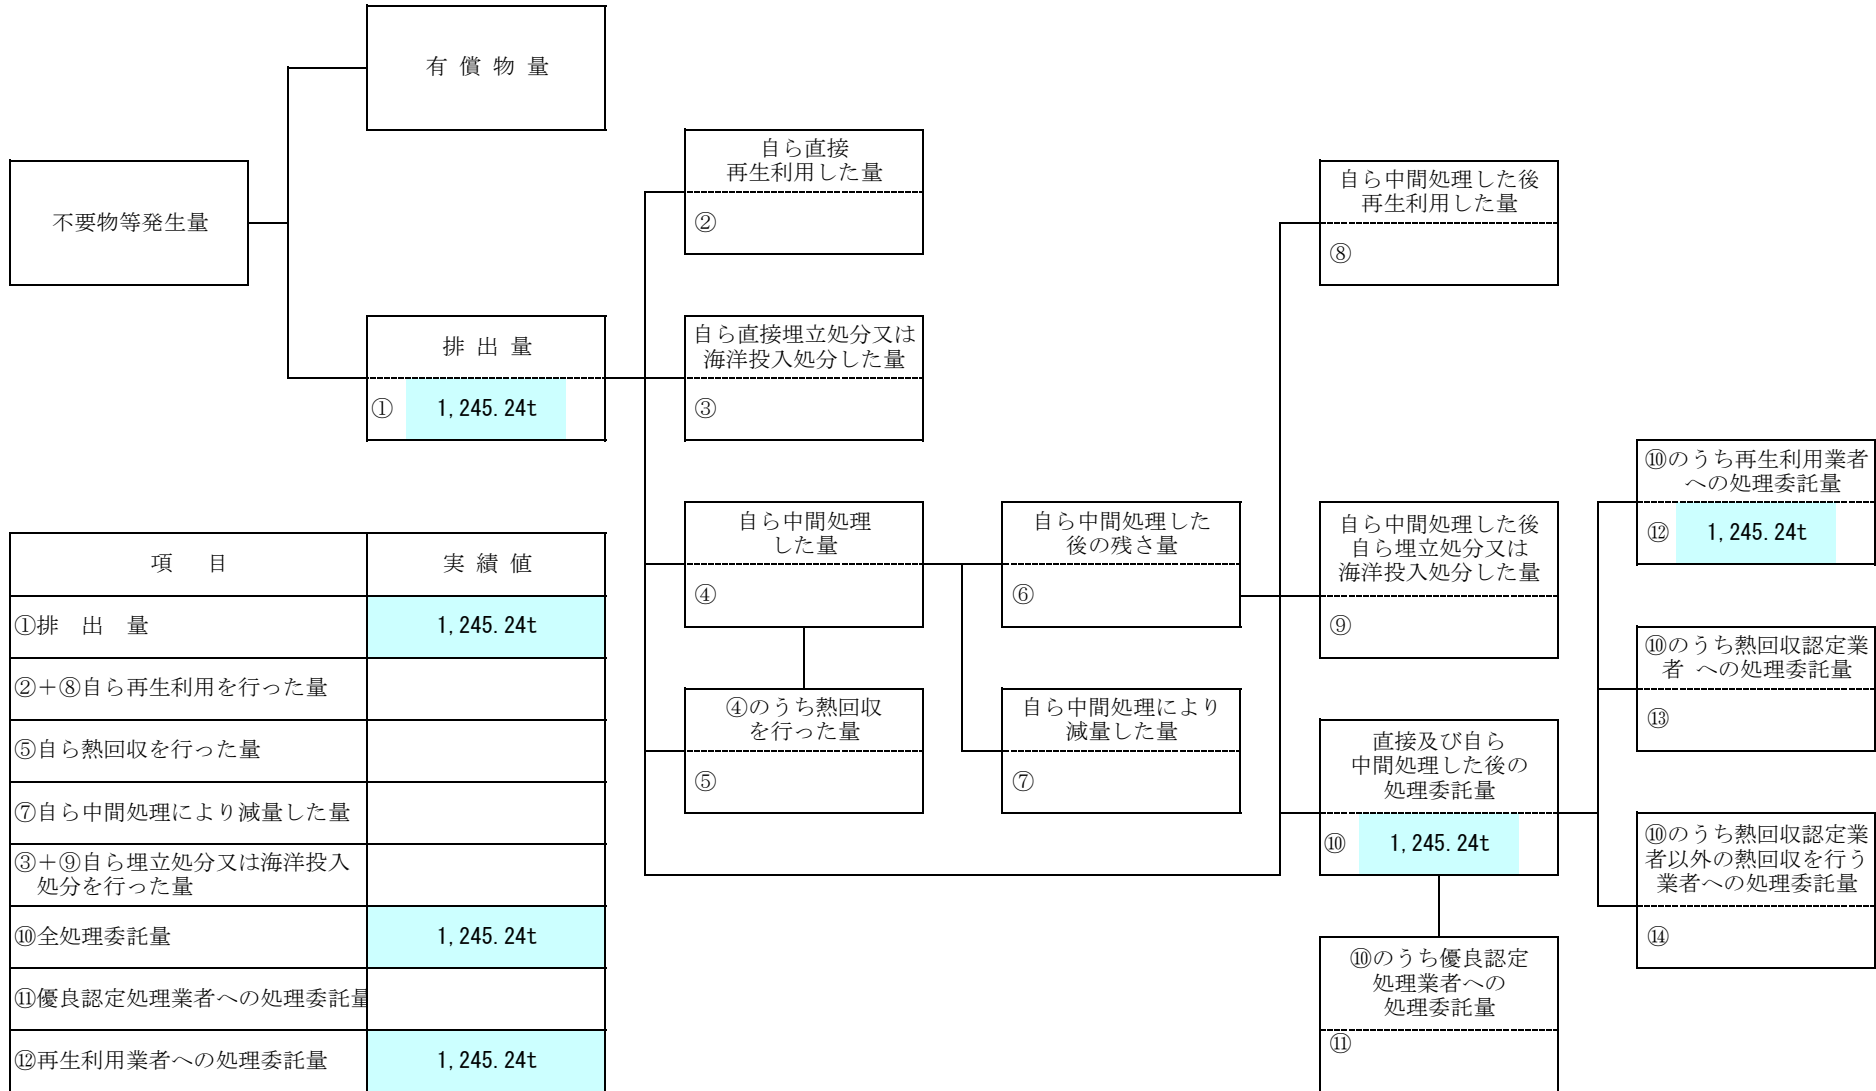 有 償 物 量
不要物等発生量
排 出 量
① 1,245.24t
自ら直接
再生利用した量
②
自ら直接埋立処分又は
海洋投入処分した量
③
自ら中間処理
した量
④
④のうち熱回収
を行った量
⑤
自ら中間処理した
後の残さ量
⑥
自ら中間処理により
減量した量
⑦
自ら中間処理した後
再生利用した量
⑧
自ら中間処理した後
自ら埋立処分又は
海洋投入処分した量
⑨
直接及び自ら
中間処理した後の
処理委託量
⑩ 1,245.24t
⑩のうち優良認定
処理業者への
処理委託量
⑪
⑩のうち再生利用業者
への処理委託量
⑫ 1,245.24t
⑩のうち熱回収認定業
者 への処理委託量
⑬
⑩のうち熱回収認定業
者以外の熱回収を行う
業者への処理委託量
⑭
項 目 実 績 値
①排 出 量 1,245.24t
②＋⑧自ら再生利用を行った量
⑤自ら熱回収を行った量
⑦自ら中間処理により減量した量
③＋⑨自ら埋立処分又は海洋投入
処分を行った量
⑩全処理委託量 1,245.24t
⑪優良認定処理業者への処理委託量
⑫再生利用業者への処理委託量 1,245.24t